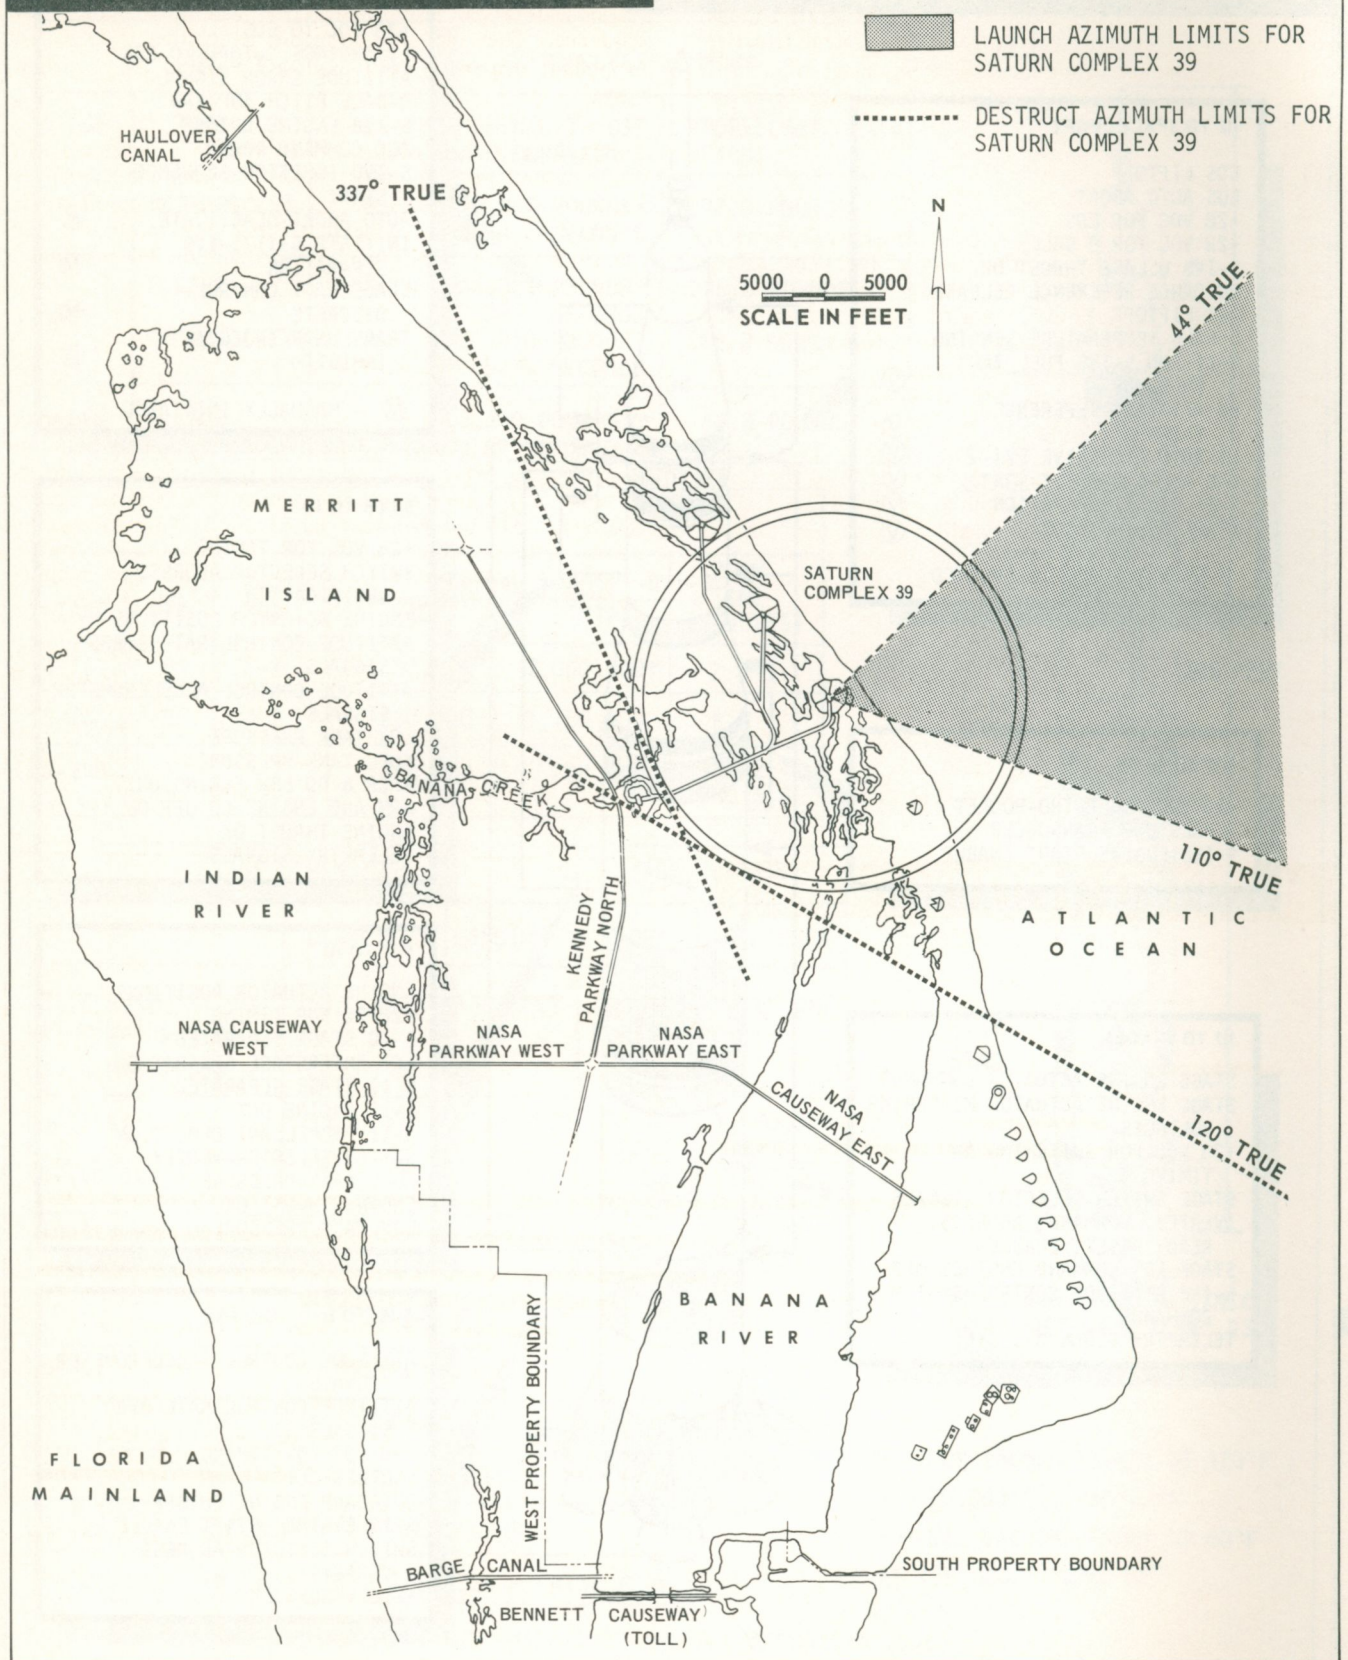 LAUNCH AZIMUTH LIMITS FOR
SATURN COMPLEX 39
DESTRUCT AZIMUTH LIMITS FOR
SATURN COMPLEX 39
HAULOVER
CANAL
337° TRUE
N
5000 0 5000
SCALE IN FEET
44° TRUE
MERRITT
ISLAND
SATURN
COMPLEX 39
BANANA CREEK
110° TRUE
INDIAN
RIVER
KENNEDY
PARKWAY NORTH
ATLANTIC
OCEAN
NASA CAUSEWAY
WEST
NASA
PARKWAY WEST
NASA
PARKWAY EAST
NASA
CAUSEWAY EAST
120° TRUE
BANANA
RIVER
WEST PROPERTY BOUNDARY
FLORIDA
MAINLAND
BARGE CANAL
SOUTH PROPERTY BOUNDARY
BENNETT CAUSEWAY
(TOLL)